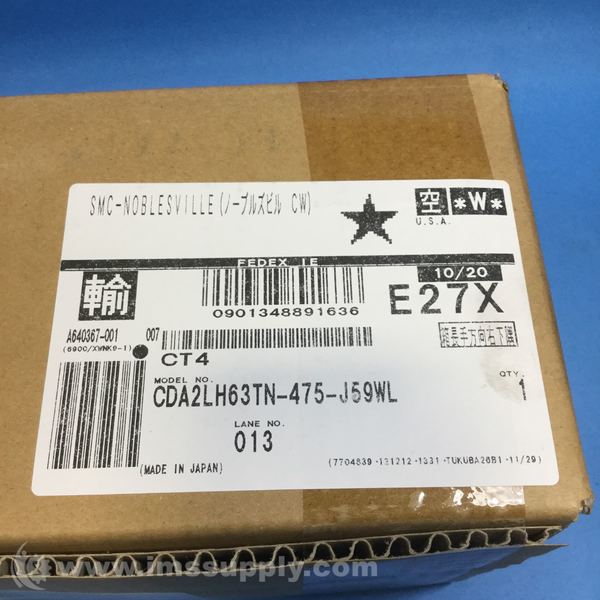 SMC-NOBLESVILLE(ノーブルズビル CW)
空 *W*
U.S.A.
FEDEX IE
10/20
輸
0901348891636
E27X
A640367-001 007
(6900/XWNK9-1)
CT4
MODEL NO.
CDA2LH63TN-475-J59WL
QTY.
1
LANE NO.
013
(MADE IN JAPAN)
(7704839 -121212 -1331 -TUKUBA26B1 -11/29)
www.imssupply.com